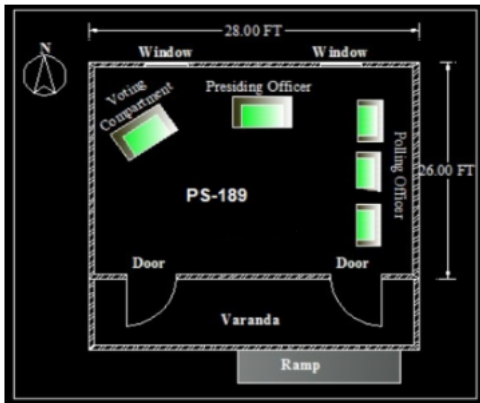 28.00 FT
N
Window
Window
Voting
Compartment
Presiding Officer
Polling Officer
26.00 FT
PS-189
Door
Door
Varanda
Ramp